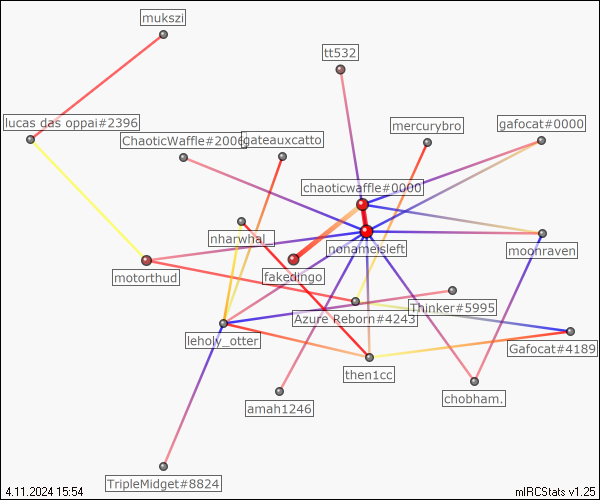 mukszi
tt532
lucas das oppai#2396
ChaoticWaffle#2006
gateauxcatto
mercurybro
gafocat#0000
chaoticwaffle#0000
nharwhal_
nonameisleft
moonraven
motorthud
fakedingo
Azure Reborn#4243
Thinker#5995
leholy_otter
Gafocat#4189
then1cc
amah1246
chobham.
TripleMidget#8824
4.11.2024 15:54
mIRCStats v1.25